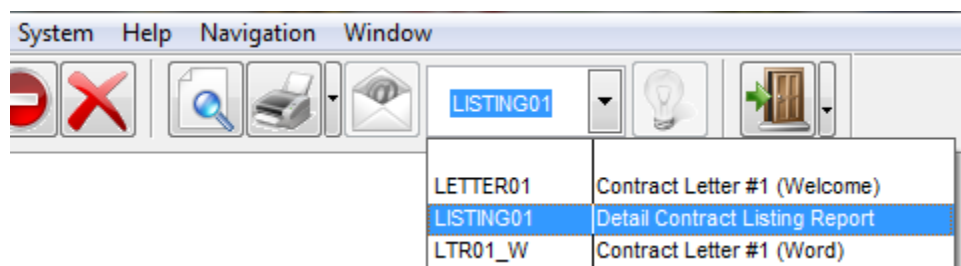 System Help Navigation Window
LISTING01
LETTER01 Contract Letter #1 (Welcome)
LISTING01 Detail Contract Listing Report
LTR01_W Contract Letter #1 (Word)